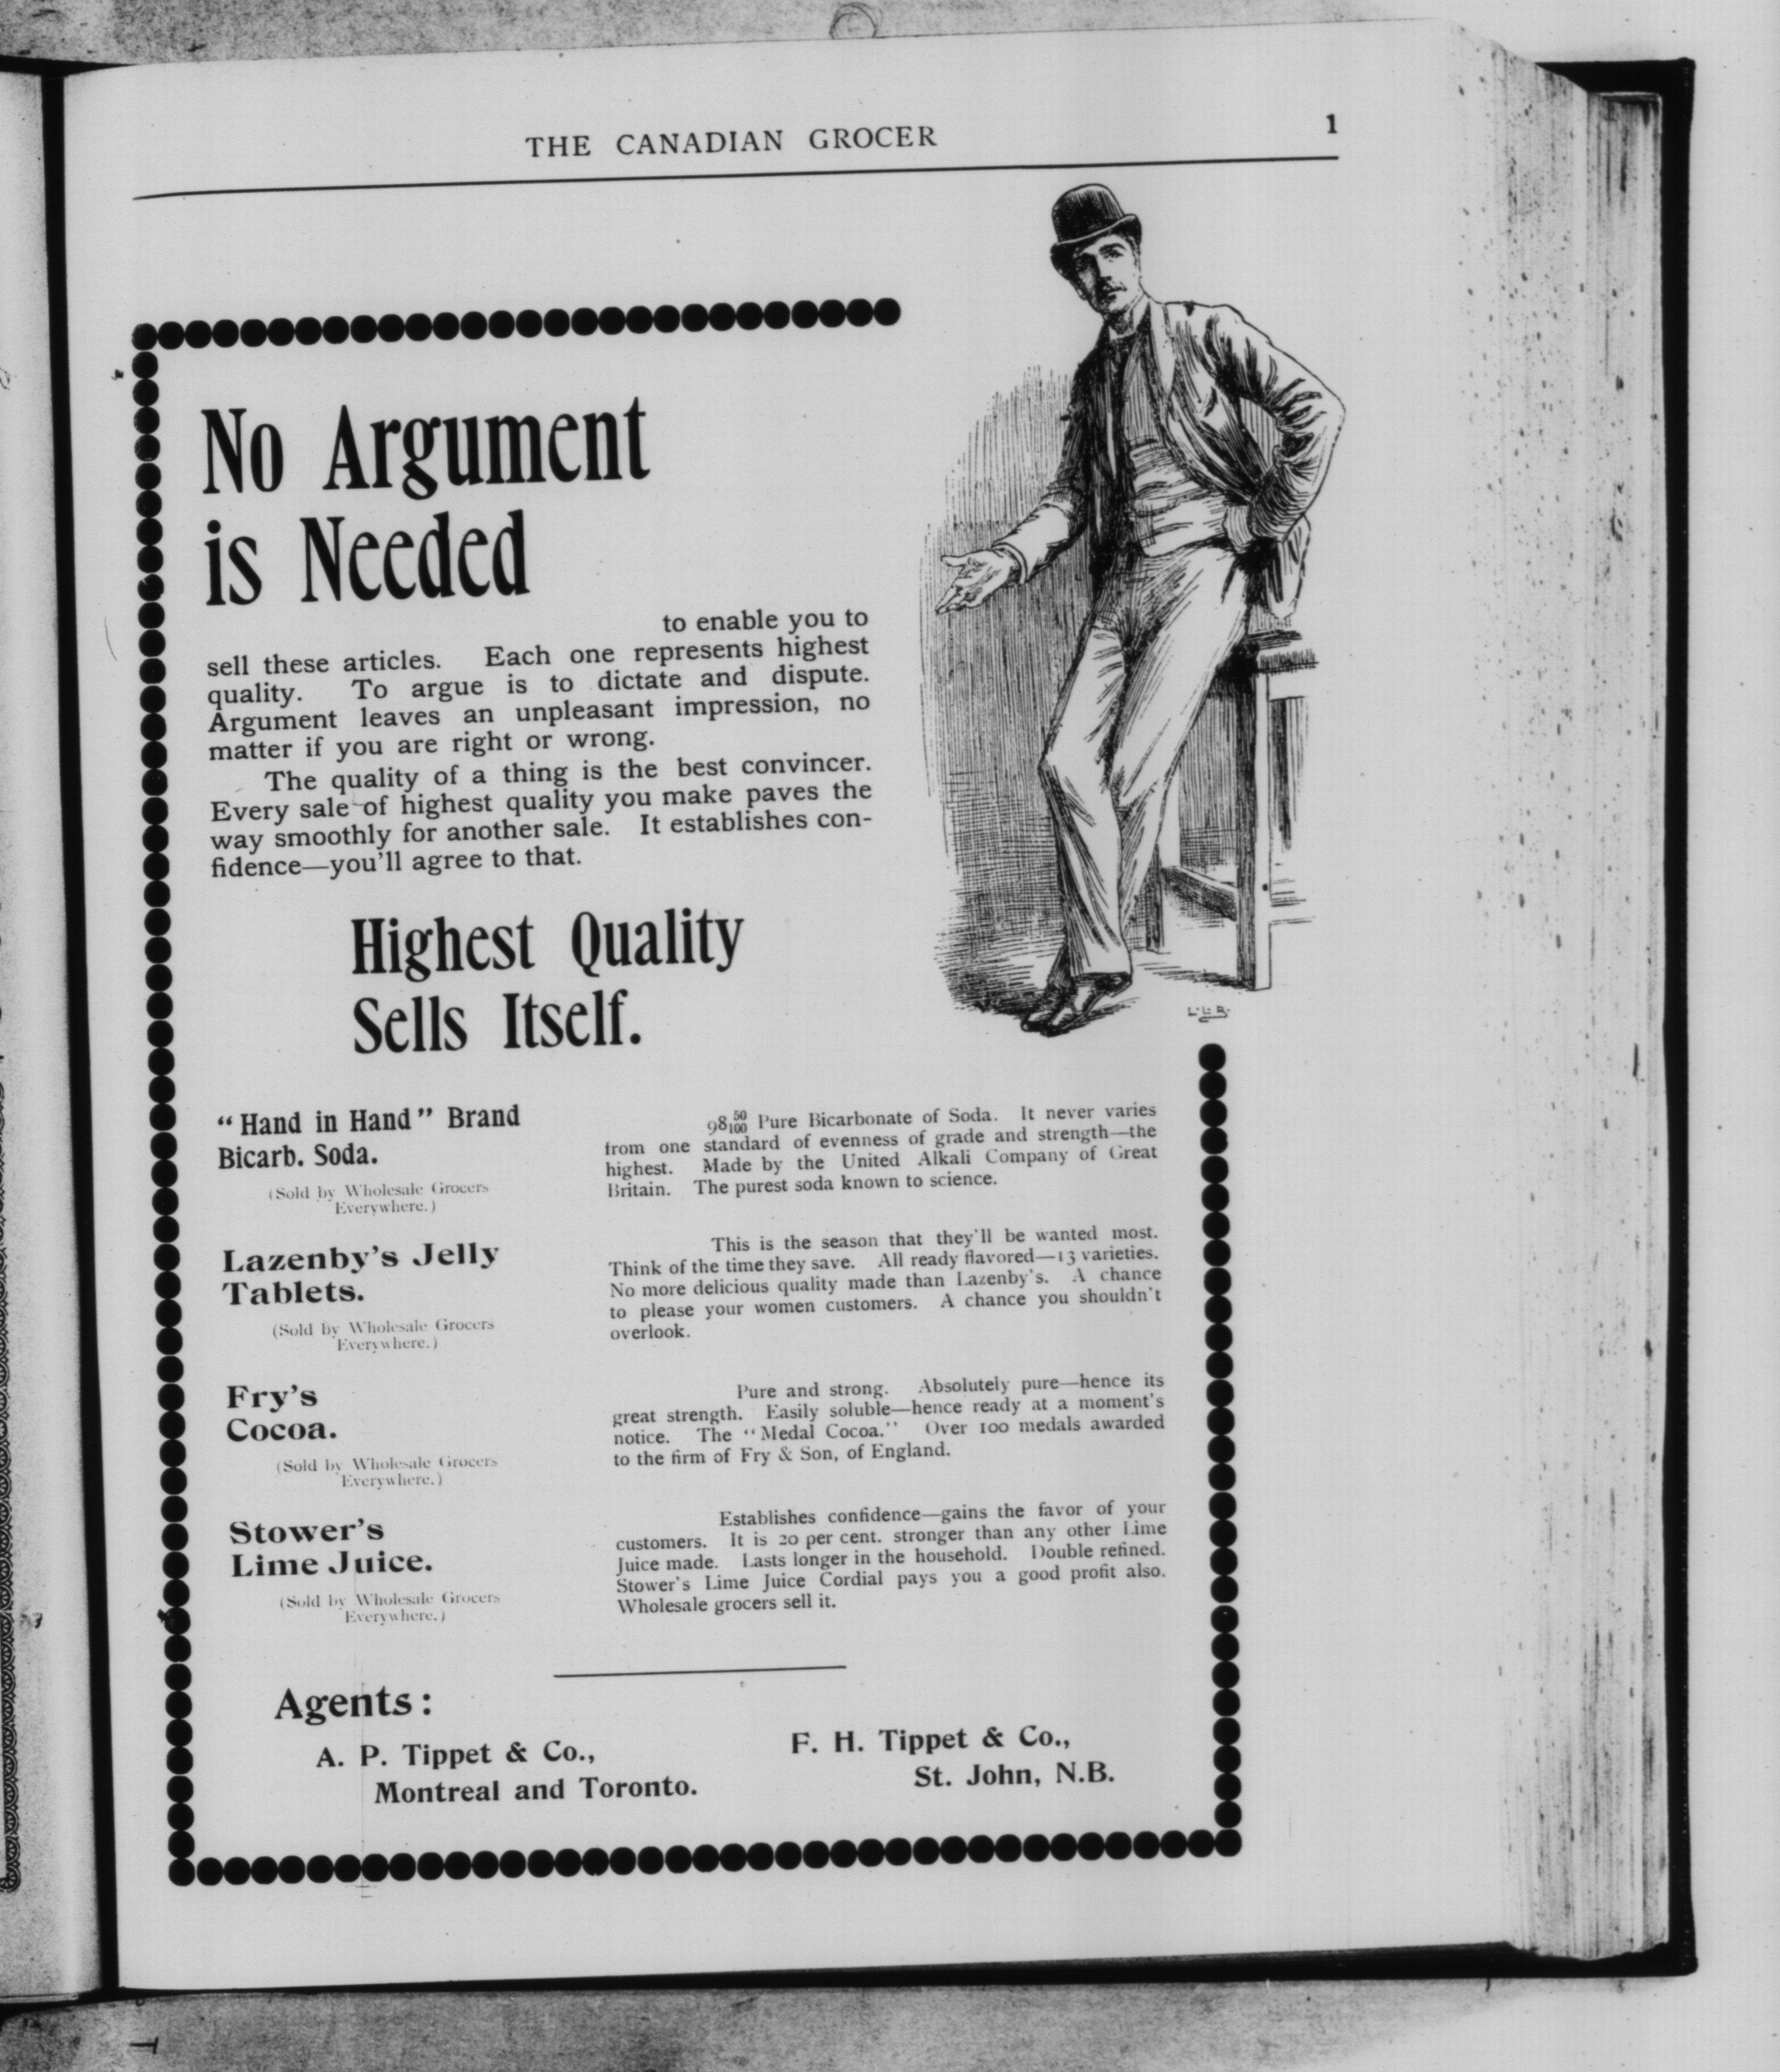 THE CANADIAN GROCER
1
No Argument
is Needed
to enable you to
sell these articles. Each one represents highest
quality. To argue is to dictate and dispute.
Argument leaves an unpleasant impression, no
matter if you are right or wrong.
The quality of a thing is the best convincer.
Every sale of highest quality you make paves the
way smoothly for another sale. It establishes con-
fidence—you'll agree to that.
Highest Quality
Sells Itself.
"Hand in Hand" Brand
Bicarb. Soda.
(Sold by Wholesale Grocers
Everywhere.)
98 50/100 Pure Bicarbonate of Soda. It never varies
from one standard of evenness of grade and strength—the
highest. Made by the United Alkali Company of Great
Britain. The purest soda known to science.
Lazenby's Jelly
Tablets.
(Sold by Wholesale Grocers
Everywhere.)
This is the season that they'll be wanted most.
Think of the time they save. All ready flavored—13 varieties.
No more delicious quality made than Lazenby's. A chance
to please your women customers. A chance you shouldn't
overlook.
Fry's
Cocoa.
(Sold by Wholesale Grocers
Everywhere.)
Pure and strong. Absolutely pure—hence its
great strength. Easily soluble—hence ready at a moment's
notice. The "Medal Cocoa." Over 100 medals awarded
to the firm of Fry & Son, of England.
Stower's
Lime Juice.
(Sold by Wholesale Grocers
Everywhere.)
Establishes confidence—gains the favor of your
customers. It is 20 per cent. stronger than any other Lime
Juice made. Lasts longer in the household. Double refined.
Stower's Lime Juice Cordial pays you a good profit also.
Wholesale grocers sell it.
Agents:
A. P. Tippet & Co.,
Montreal and Toronto.
F. H. Tippet & Co.,
St. John, N.B.